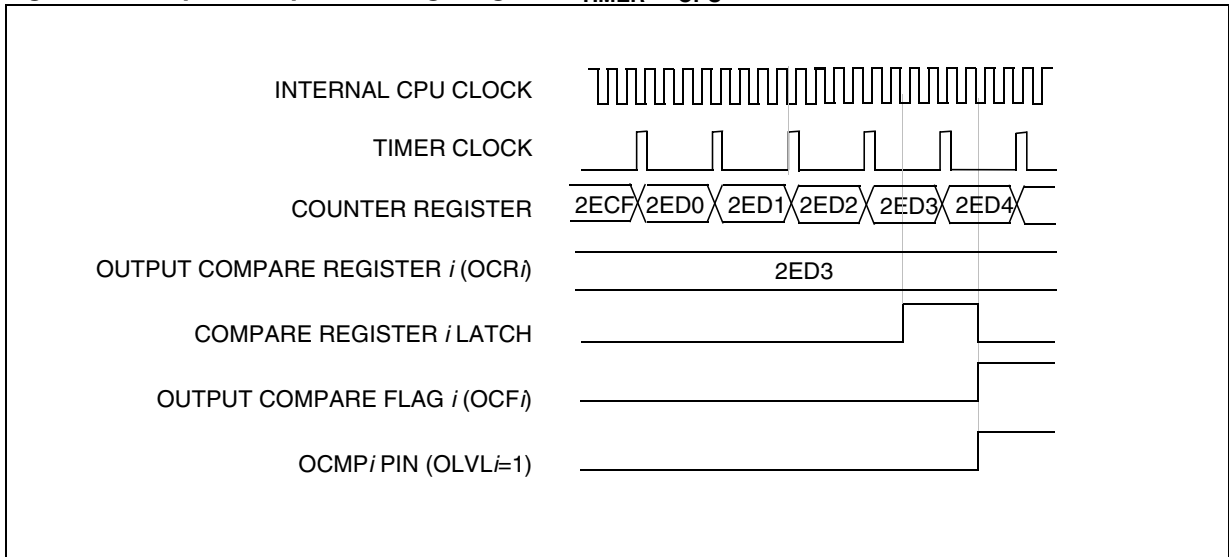 INTERNAL CPU CLOCK
TIMER CLOCK
COUNTER REGISTER
2ECF 2ED0 2ED1 2ED2 2ED3 2ED4
OUTPUT COMPARE REGISTER i (OCRi)
2ED3
COMPARE REGISTER i LATCH
OUTPUT COMPARE FLAG i (OCFi)
OCMPi PIN (OLVLi=1)